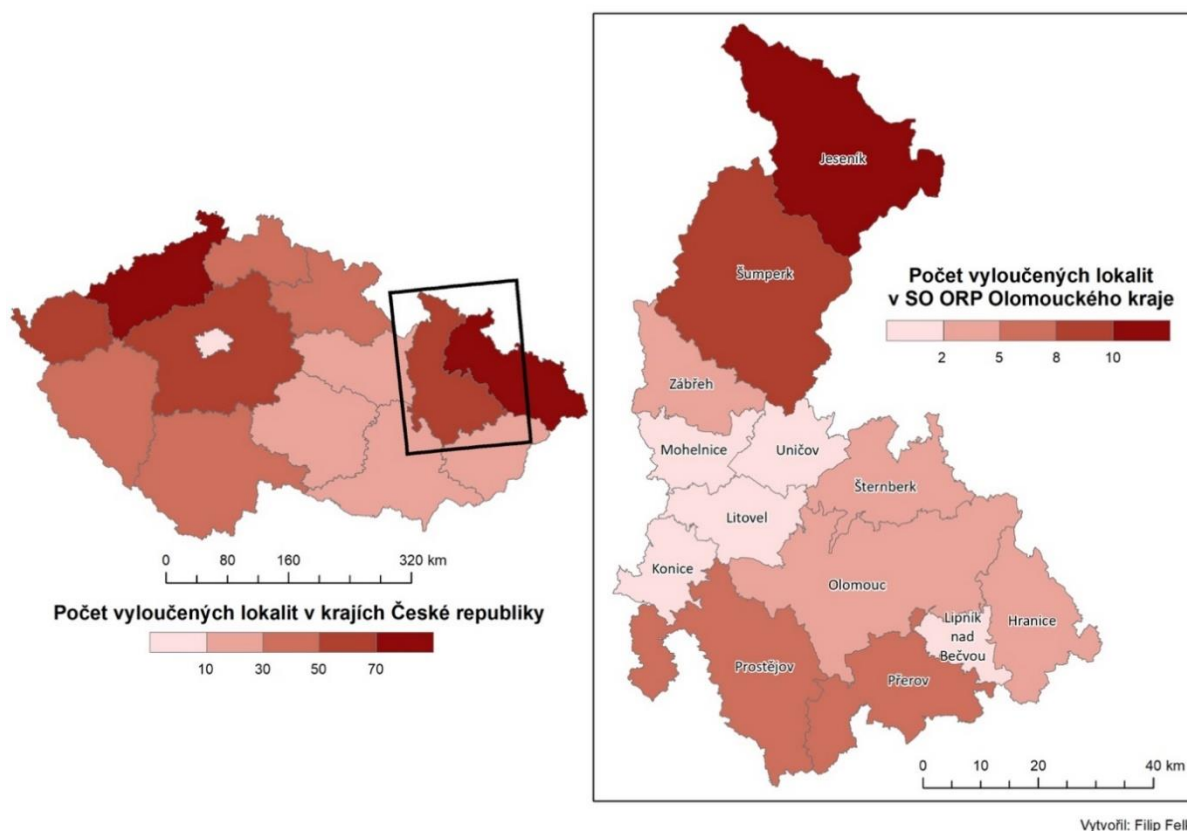 0 80 160 320 km
Počet vyloučených lokalit v krajích České republiky
10 30 50 70
Jeseník
Šumperk
Počet vyloučených lokalit
v SO ORP Olomouckého kraje
2 5 8 10
Zábřeh
Mohelnice
Uničov
Šternberk
Litovel
Konice
Olomouc
Lipník
nad
Bečvou
Hranice
Prostějov
Přerov
0 10 20 40 km
Vytvořil: Filip